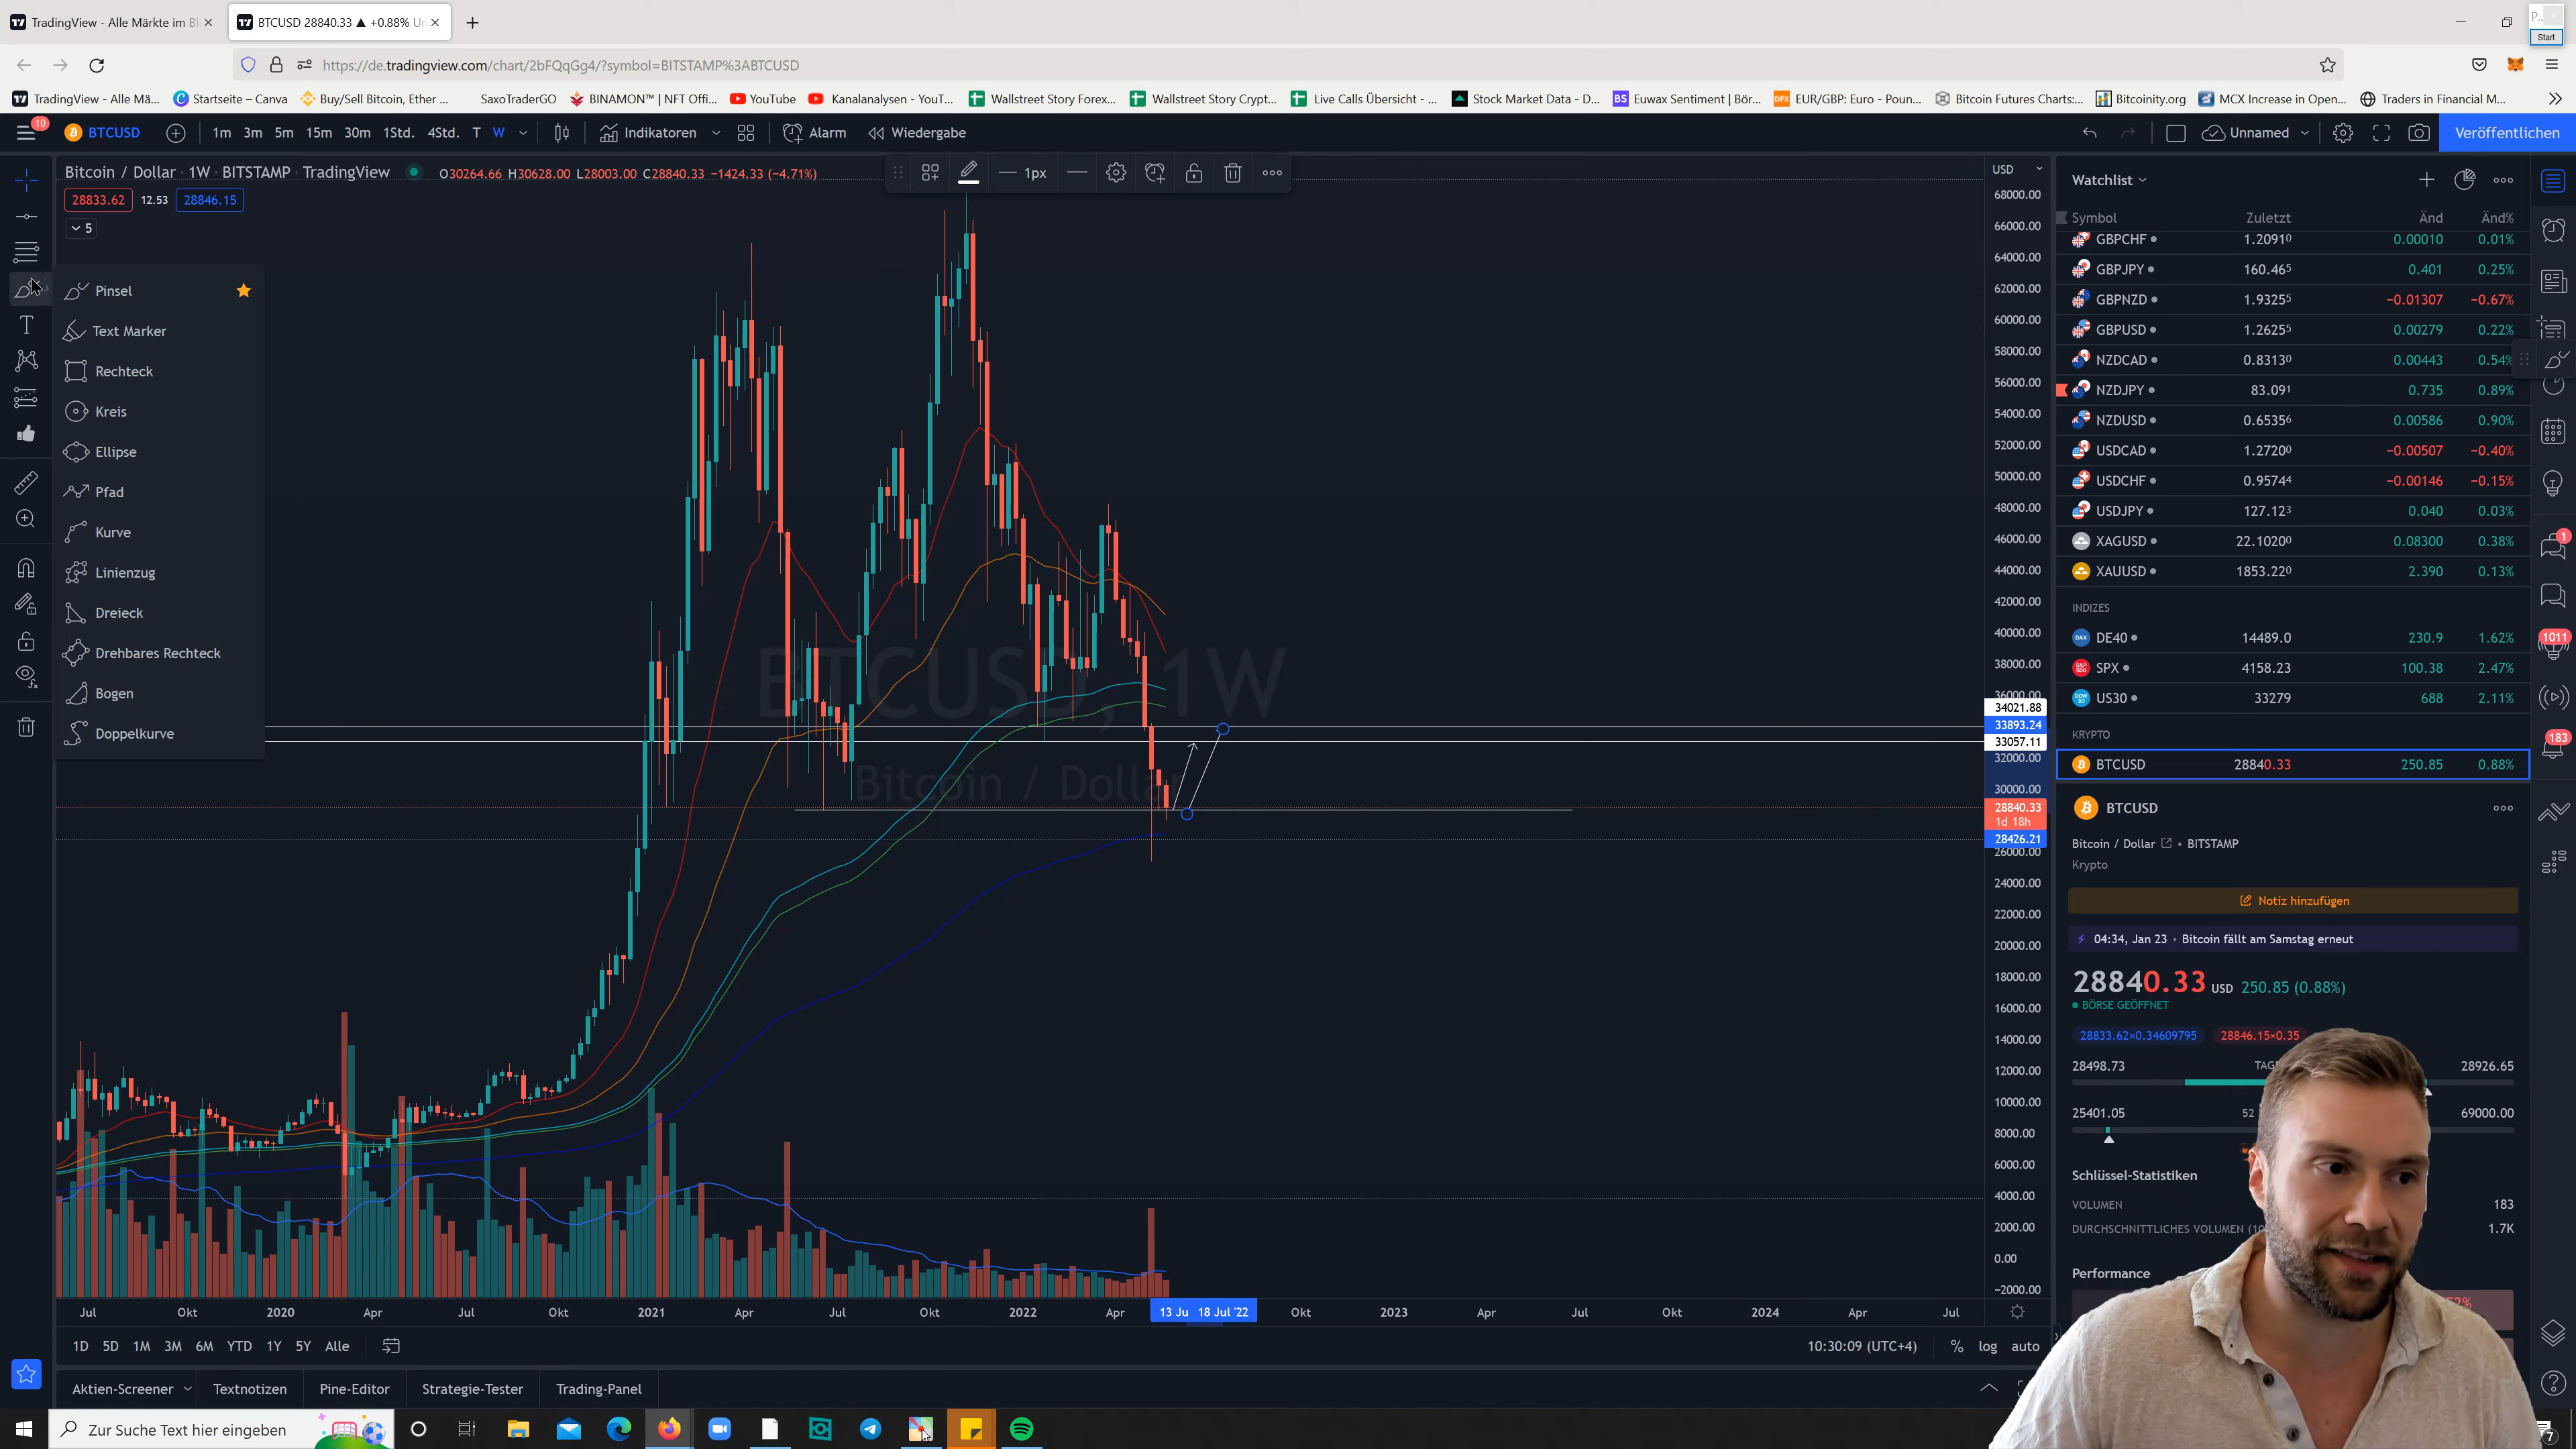 TradingView - Alle Märkte im Bl
BTCUSD 28840.33 ▲ +0.88% Un
P...
Start
https://de.tradingview.com/chart/2bFQqGg4/?symbol=BITSTAMP%3ABTCUSD
TradingView - Alle Mä... Startseite – Canva Buy/Sell Bitcoin, Ether ... SaxoTraderGO BINAMON™ | NFT Offi... YouTube Kanalanalysen - YouT... Wallstreet Story Forex... Wallstreet Story Crypt... Live Calls Übersicht - ... Stock Market Data - D... Euwax Sentiment | Bör... EUR/GBP: Euro - Poun... Bitcoin Futures Charts:... Bitcoinity.org MCX Increase in Open... Traders in Financial M...
10 BTCUSD 1m 3m 5m 15m 30m 1Std. 4Std. T W Indikatoren Alarm Wiedergabe Unnamed Veröffentlichen
Bitcoin / Dollar · 1W · BITSTAMP · TradingView O30264.66 H30628.00 L28003.00 C28840.33 −1424.33 (−4.71%)
28833.62 12.53 28846.15
5
1px
Pinsel
Text Marker
Rechteck
Kreis
Ellipse
Pfad
Kurve
Linienzug
Dreieck
Drehbares Rechteck
Bogen
Doppelkurve
BTCUSD, 1W
Bitcoin / Dollar
USD
68000.00
66000.00
64000.00
62000.00
60000.00
58000.00
56000.00
54000.00
52000.00
50000.00
48000.00
46000.00
44000.00
42000.00
40000.00
38000.00
36000.00
34021.88
33893.24
33057.11
32000.00
30000.00
28840.33
1d 18h
28426.21
26000.00
24000.00
22000.00
20000.00
18000.00
16000.00
14000.00
12000.00
10000.00
8000.00
6000.00
4000.00
2000.00
0.00
−2000.00
Jul Okt 2020 Apr Jul Okt 2021 Apr Jul Okt 2022 Apr 13 Ju 18 Jul '22 Okt 2023 Apr Jul Okt 2024 Apr Jul
1D 5D 1M 3M 6M YTD 1Y 5Y Alle 10:30:09 (UTC+4) % log auto
Aktien-Screener Textnotizen Pine-Editor Strategie-Tester Trading-Panel
Watchlist
Symbol Zuletzt Änd Änd%
GBPCHF 1.20910 0.00010 0.01%
GBPJPY 160.465 0.401 0.25%
GBPNZD 1.93255 −0.01307 −0.67%
GBPUSD 1.26255 0.00279 0.22%
NZDCAD 0.83130 0.00443 0.54%
NZDJPY 83.091 0.735 0.89%
NZDUSD 0.65356 0.00586 0.90%
USDCAD 1.27200 −0.00507 −0.40%
USDCHF 0.95744 −0.00146 −0.15%
USDJPY 127.123 0.040 0.03%
XAGUSD 22.10200 0.08300 0.38%
XAUUSD 1853.220 2.390 0.13%
INDIZES
DE40 14489.0 230.9 1.62%
SPX 4158.23 100.38 2.47%
US30 33279 688 2.11%
KRYPTO
BTCUSD 28840.33 250.85 0.88%
1
1011
183
BTCUSD
Bitcoin / Dollar • BITSTAMP
Krypto
Notiz hinzufügen
04:34, Jan 23 • Bitcoin fällt am Samstag erneut
28840.33 USD 250.85 (0.88%)
BÖRSE GEÖFFNET
28833.62×0.34609795 28846.15×0.35
28498.73 TAGE 28926.65
25401.05 52 69000.00
Schlüssel-Statistiken
VOLUMEN 183
DURCHSCHNITTLICHES VOLUMEN (10 1.7K
Performance
Zur Suche Text hier eingeben
7